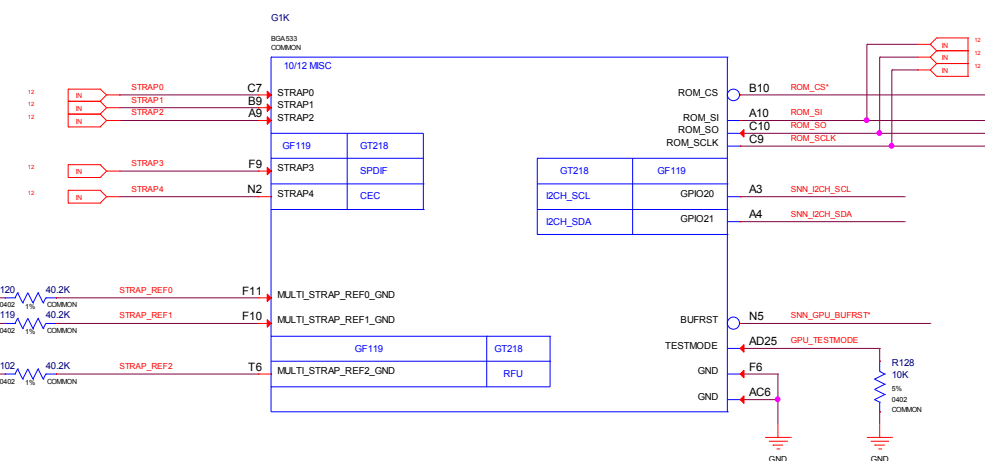 G1K
BGA533
COMMON
10/12 MISC
12 IN STRAP0 C7 STRAP0
12 IN STRAP1 B9 STRAP1
12 IN STRAP2 A9 STRAP2
GF119 GT218
12 IN STRAP3 F9 STRAP3 SPDIF
12 IN STRAP4 N2 STRAP4 CEC
120 40.2K STRAP_REF0 F11 MULTI_STRAP_REF0_GND
0402 1% COMMON
119 40.2K STRAP_REF1 F10 MULTI_STRAP_REF1_GND
0402 1% COMMON
GF119 GT218
102 40.2K STRAP_REF2 T6 MULTI_STRAP_REF2_GND RFU
0402 1% COMMON
IN 12
IN 12
IN 12
ROM_CS B10 ROM_CS*
ROM_SI A10 ROM_SI
ROM_SO C10 ROM_SO
ROM_SCLK C9 ROM_SCLK
GT218 GF119
I2CH_SCL GPIO20 A3 SNN_I2CH_SCL
I2CH_SDA GPIO21 A4 SNN_I2CH_SDA
BUFRST N5 SNN_GPU_BUFRST*
TESTMODE AD25 GPU_TESTMODE
GND F6
GND AC6
R128
10K
5%
0402
COMMON
GND
GND